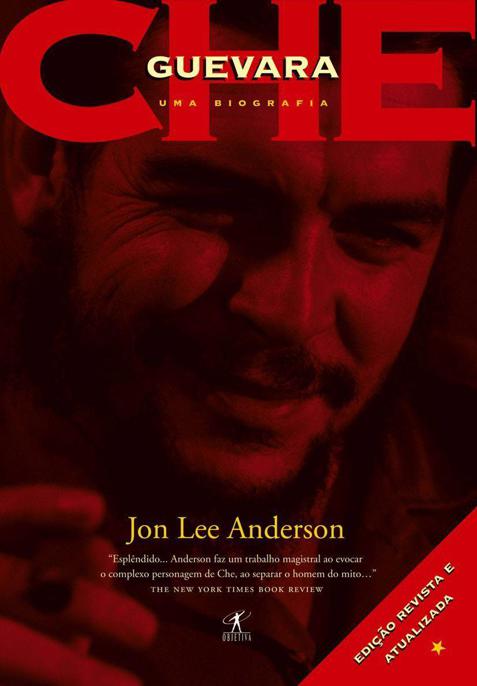 CHE
GUEVARA
UMA BIOGRAFIA
Jon Lee Anderson
“Esplêndido... Anderson faz um trabalho magistral ao evocar
o complexo personagem de Che, ao separar o homem do mito…”
THE NEW YORK TIMES BOOK REVIEW
OBJETIVA
EDIÇÃO REVISTA E
ATUALIZADA